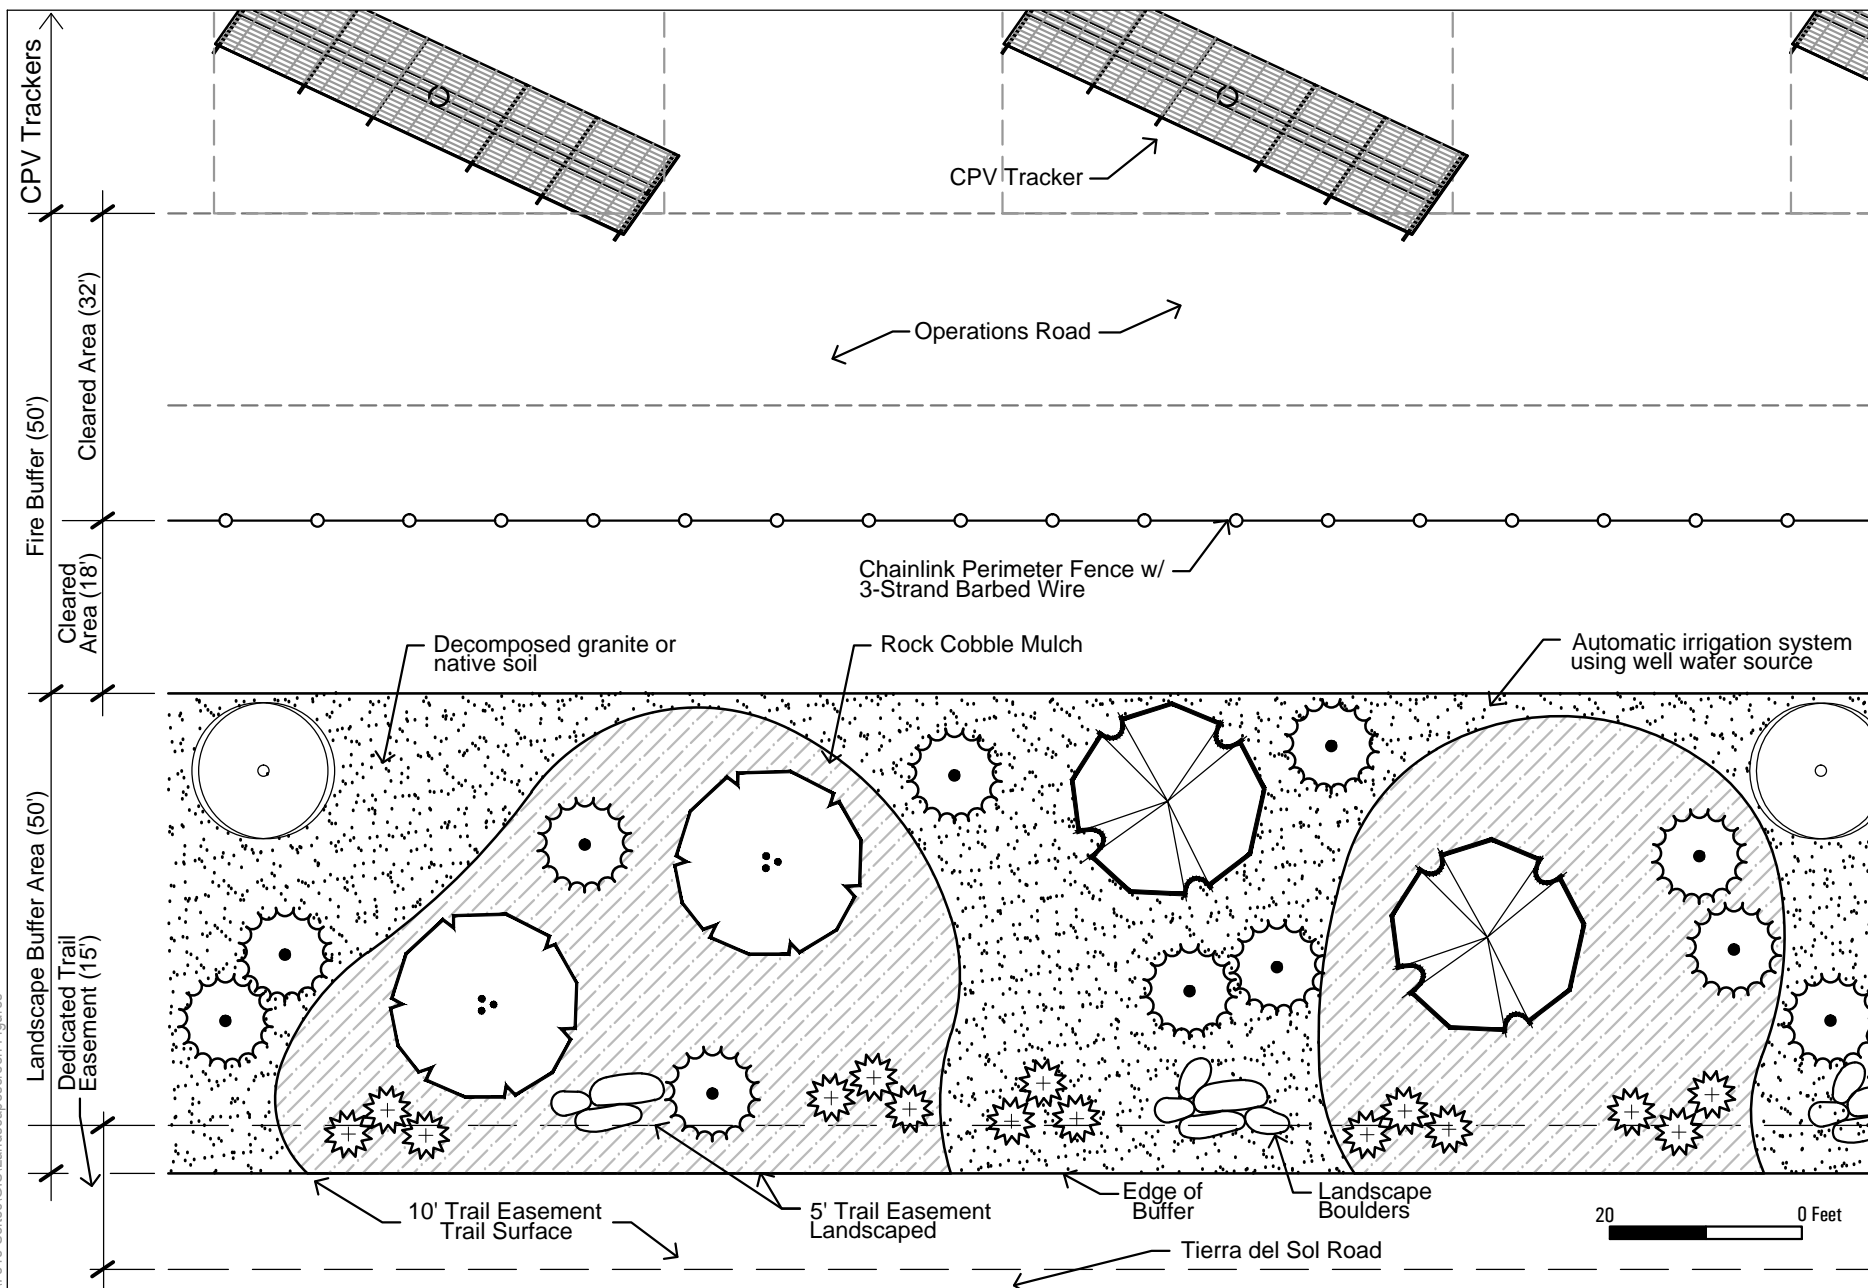 CPV Trackers
Fire Buffer (50')
Cleared Area (32')
Cleared
Area (18')
Landscape Buffer Area (50')
Dedicated Trail
Easement (15')
CPV Tracker
Operations Road
Chainlink Perimeter Fence w/
3-Strand Barbed Wire
Decomposed granite or
native soil
Rock Cobble Mulch
Automatic irrigation system
using well water source
10' Trail Easement
Trail Surface
5' Trail Easement
Landscaped
Edge of
Buffer
Landscape
Boulders
20
0 Feet
Tierra del Sol Road